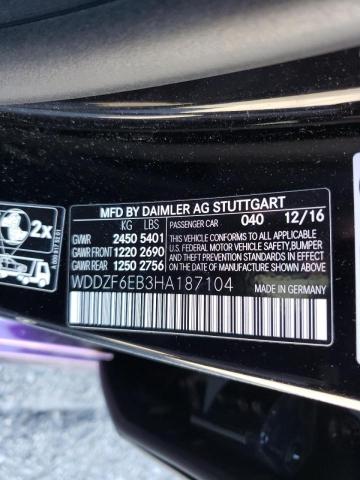 MFD BY DAIMLER AG STUTTGART
KG LBS PASSENGER CAR 040 12/16
GVWR 2450 5401 THIS VEHICLE CONFORMS TO ALL APPLICABLE
GAWR FRONT 1220 2690 U.S. FEDERAL MOTOR VEHICLE SAFETY, BUMPER
GAWR REAR 1250 2756 AND THEFT PREVENTION STANDARDS IN EFFECT
ON THE DATE OF MANUFACTURE SHOWN ABOVE.
WDDZF6EB3HA187104
MADE IN GERMANY
2x